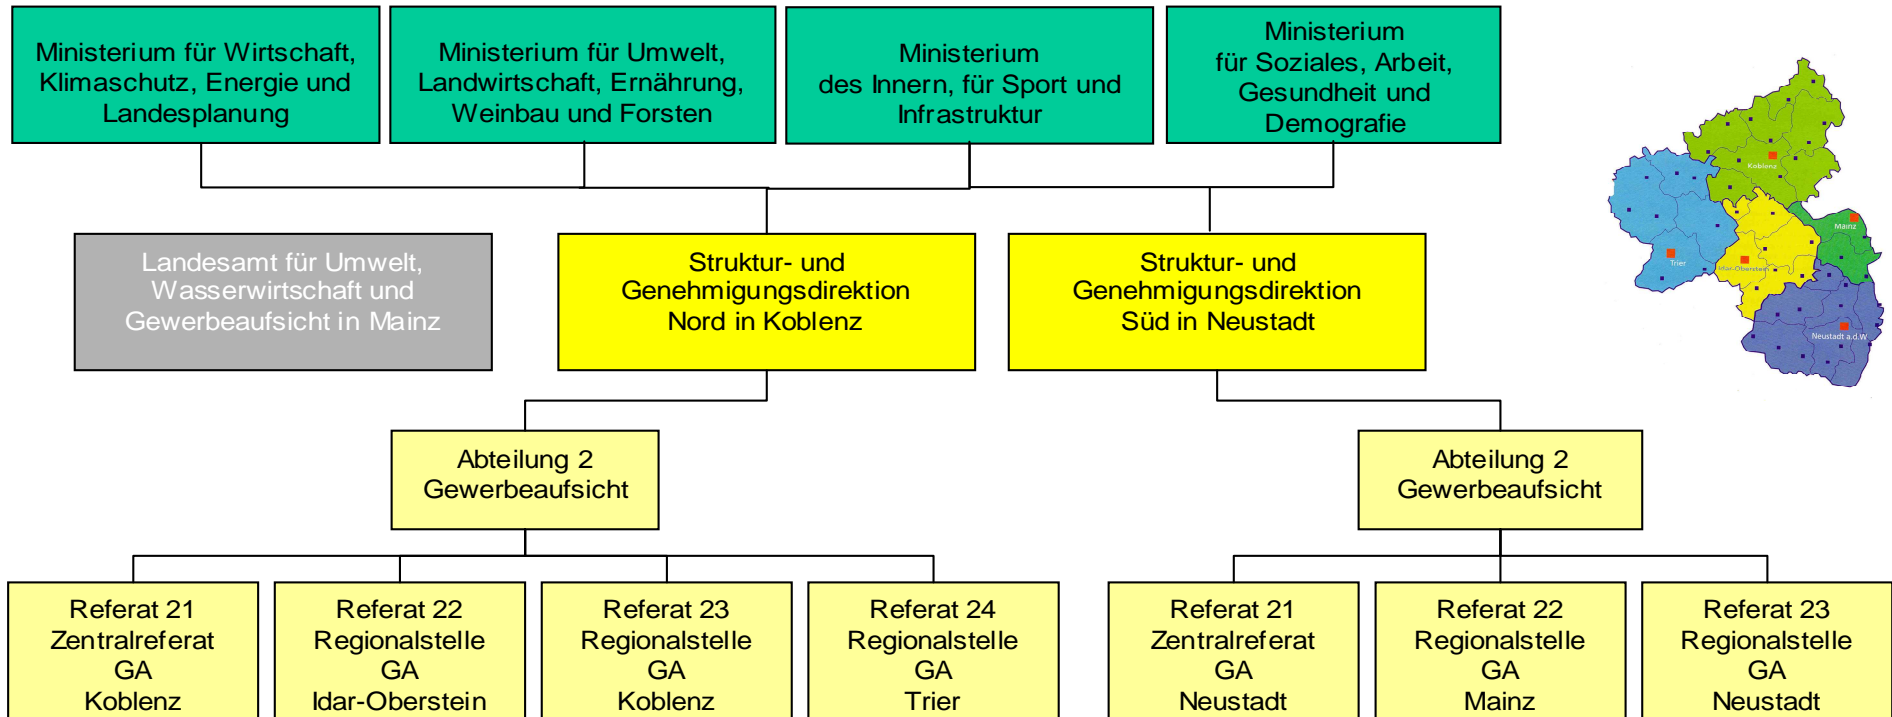 Ministerium für Wirtschaft,
Klimaschutz, Energie und
Landesplanung
Ministerium für Umwelt,
Landwirtschaft, Ernährung,
Weinbau und Forsten
Ministerium
des Innern, für Sport und
Infrastruktur
Ministerium
für Soziales, Arbeit,
Gesundheit und
Demografie
Landesamt für Umwelt,
Wasserwirtschaft und
Gewerbeaufsicht in Mainz
Struktur- und
Genehmigungsdirektion
Nord in Koblenz
Struktur- und
Genehmigungsdirektion
Süd in Neustadt
Koblenz
Mainz
Trier
Idar-Oberstein
Neustadt a.d.W
Abteilung 2
Gewerbeaufsicht
Abteilung 2
Gewerbeaufsicht
Referat 21
Zentralreferat
GA
Koblenz
Referat 22
Regionalstelle
GA
Idar-Oberstein
Referat 23
Regionalstelle
GA
Koblenz
Referat 24
Regionalstelle
GA
Trier
Referat 21
Zentralreferat
GA
Neustadt
Referat 22
Regionalstelle
GA
Mainz
Referat 23
Regionalstelle
GA
Neustadt